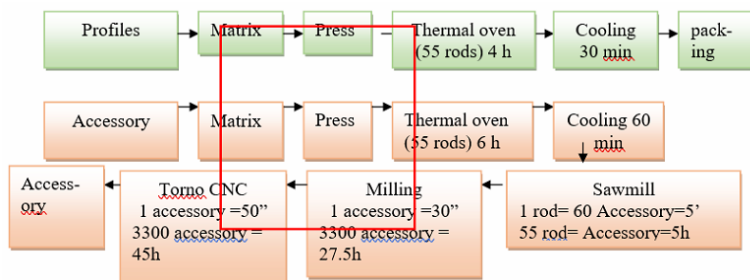 Profiles
Matrix
Press
Thermal oven
(55 rods) 4 h
Cooling
30 min
pack-
ing
Accessory
Matrix
Press
Thermal oven
(55 rods) 6 h
Cooling 60
min
Access-
ory
Torno CNC
1 accessory =50”
3300 accessory =
45h
Milling
1 accessory =30”
3300 accessory =
27.5h
Sawmill
1 rod= 60 Accessory=5’
55 rod= Accessory=5h